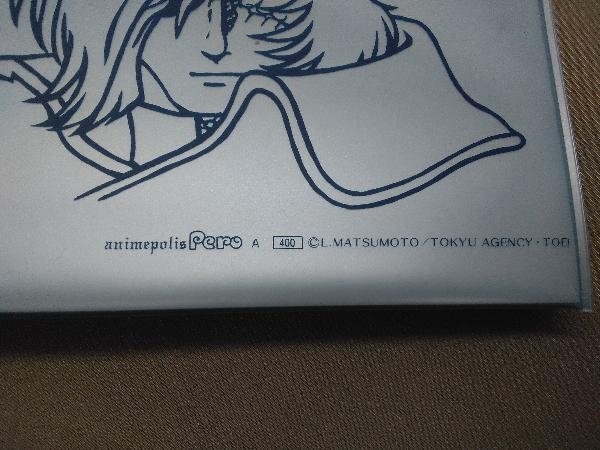 animepolis Pero A 400 ©L.MATSUMOTO/TOKYU AGENCY・TOEI